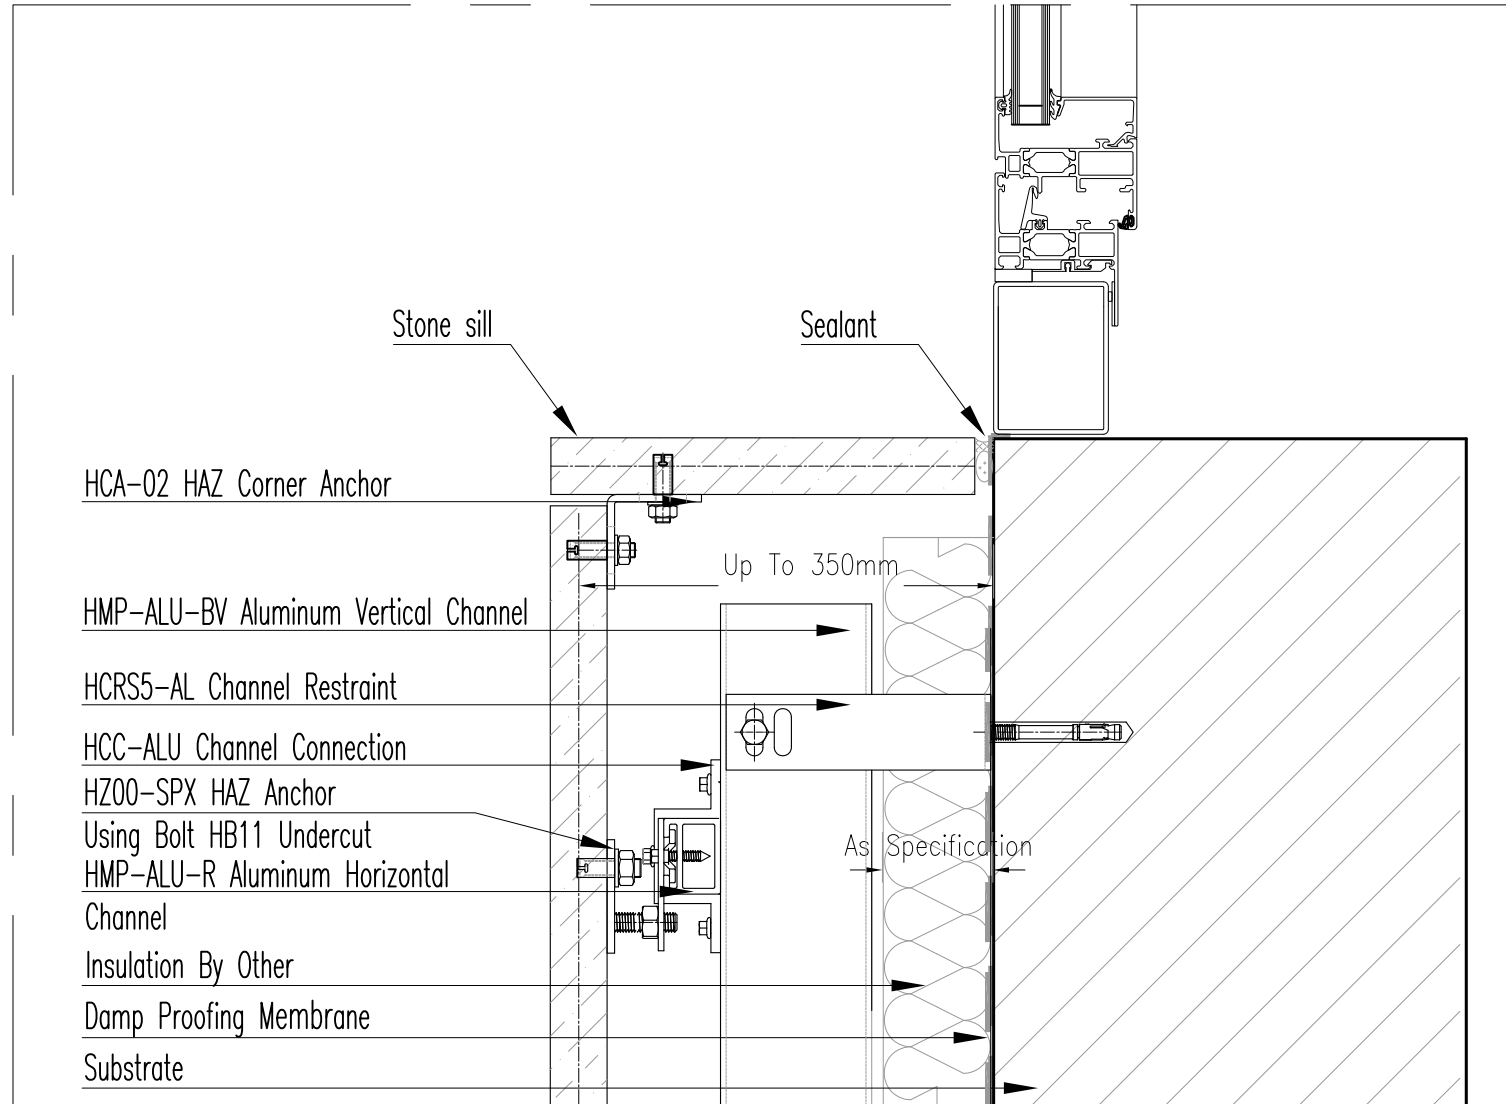 Stone sill
Sealant
HCA-02 HAZ Corner Anchor
Up To 350mm
HMP-ALU-BV Aluminum Vertical Channel
HCRS5-AL Channel Restraint
HCC-ALU Channel Connection
HZ00-SPX HAZ Anchor
Using Bolt HB11 Undercut
As Specification
HMP-ALU-R Aluminum Horizontal
Channel
Insulation By Other
Damp Proofing Membrane
Substrate